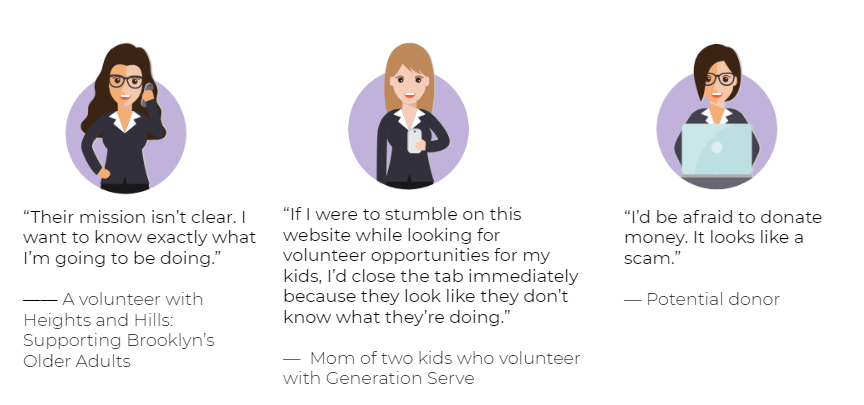 “Their mission isn’t clear. I
want to know exactly what
I’m going to be doing.”
—— A volunteer with
Heights and Hills:
Supporting Brooklyn’s
Older Adults
“If I were to stumble on this
website while looking for
volunteer opportunities for my
kids, I’d close the tab immediately
because they look like they don’t
know what they’re doing.”
— Mom of two kids who volunteer
with Generation Serve
“I’d be afraid to donate
money. It looks like a
scam.”
— Potential donor